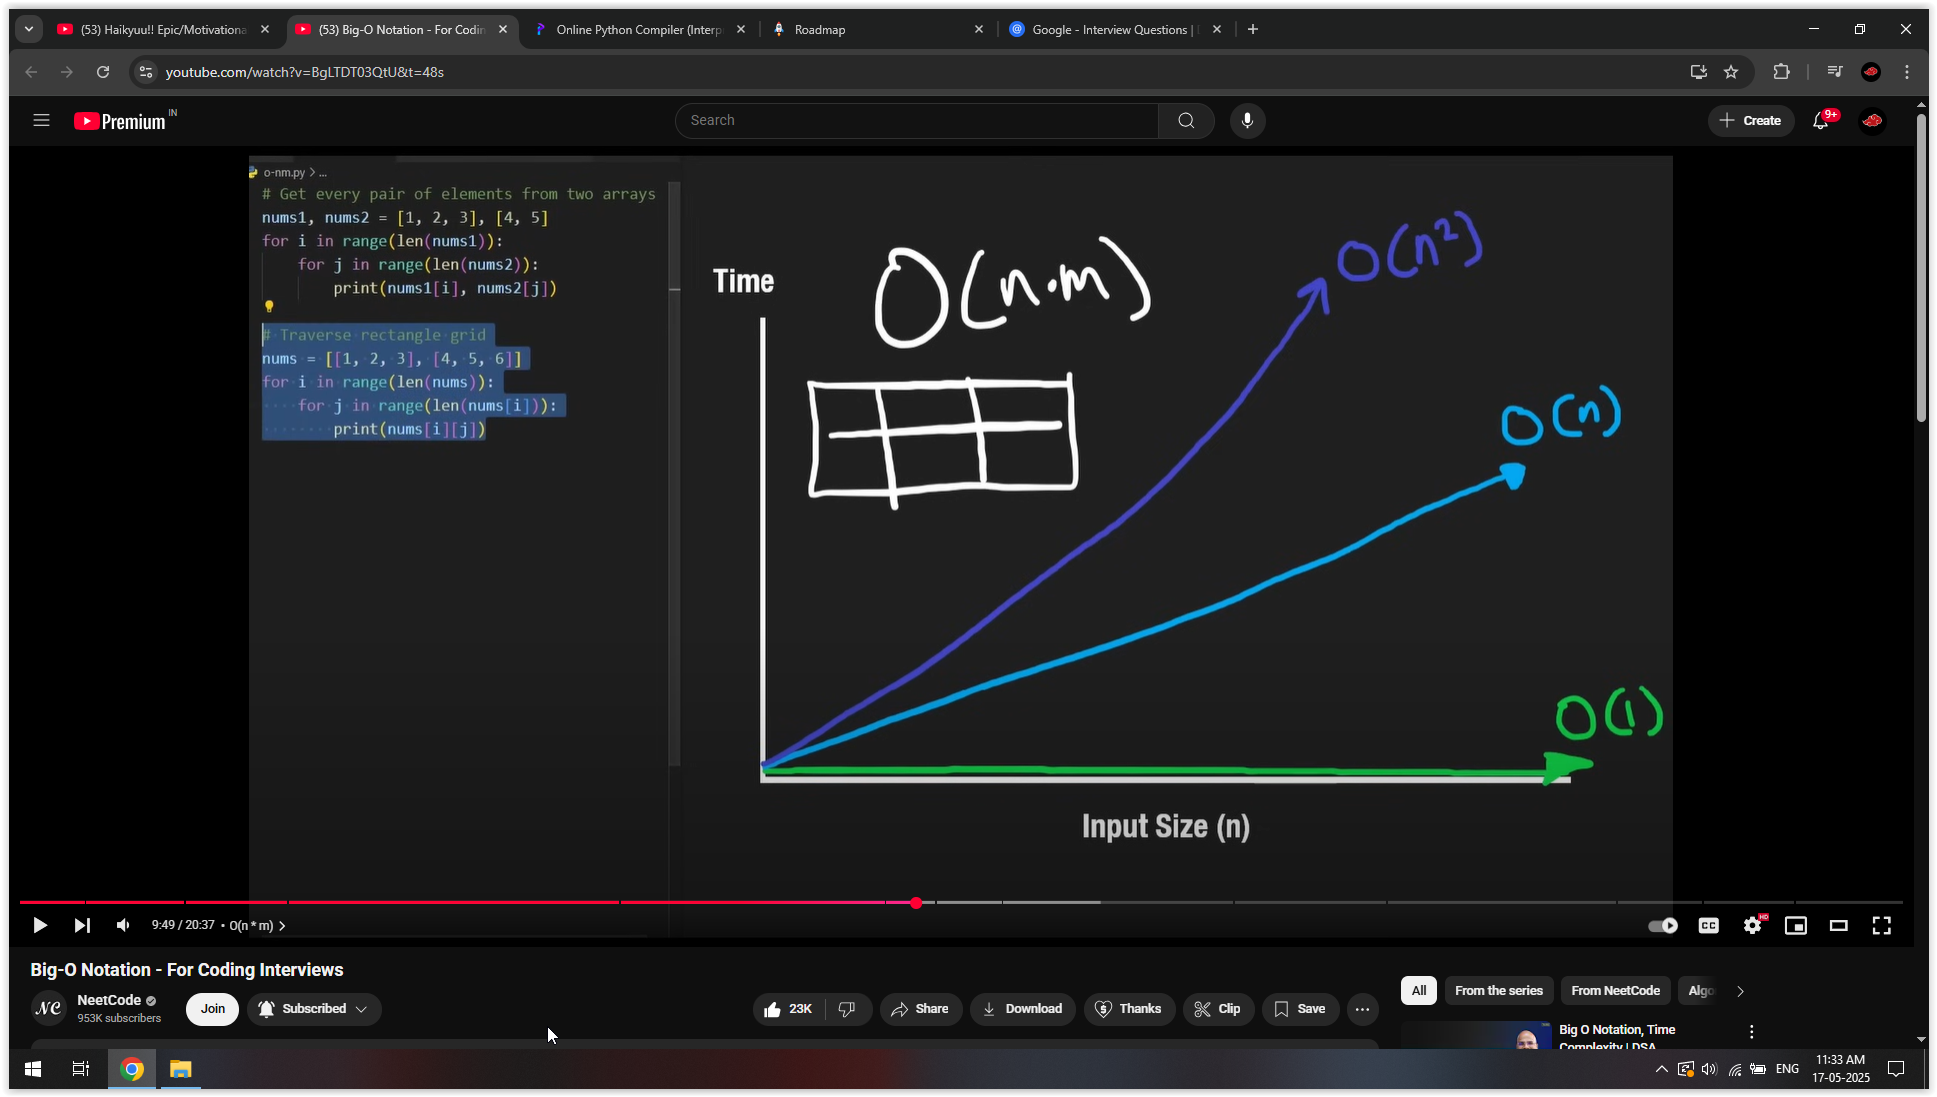 (53) Haikyuu!! Epic/Motivationa
(53) Big-O Notation - For Codin
Online Python Compiler (Interp
Roadmap
Google - Interview Questions |
youtube.com/watch?v=BgLTDT03QtU&t=48s
Premium IN
Search
Create
9+
o-nm.py > ...
# Get every pair of elements from two arrays
nums1, nums2 = [1, 2, 3], [4, 5]
for i in range(len(nums1)):
for j in range(len(nums2)):
print(nums1[i], nums2[j])
# Traverse rectangle grid
nums = [[1, 2, 3], [4, 5, 6]]
for i in range(len(nums)):
for j in range(len(nums[i])):
print(nums[i][j])
Time
O(n·m)
O(n²)
O(n)
O(1)
Input Size (n)
9:49 / 20:37 • O(n * m) >
CC
HD
Big-O Notation - For Coding Interviews
NC
NeetCode
953K subscribers
Join
Subscribed
23K
Share
Download
Thanks
Clip
Save
All
From the series
From NeetCode
Algo
Big O Notation, Time
Complexity | DSA
ENG
11:33 AM
17-05-2025